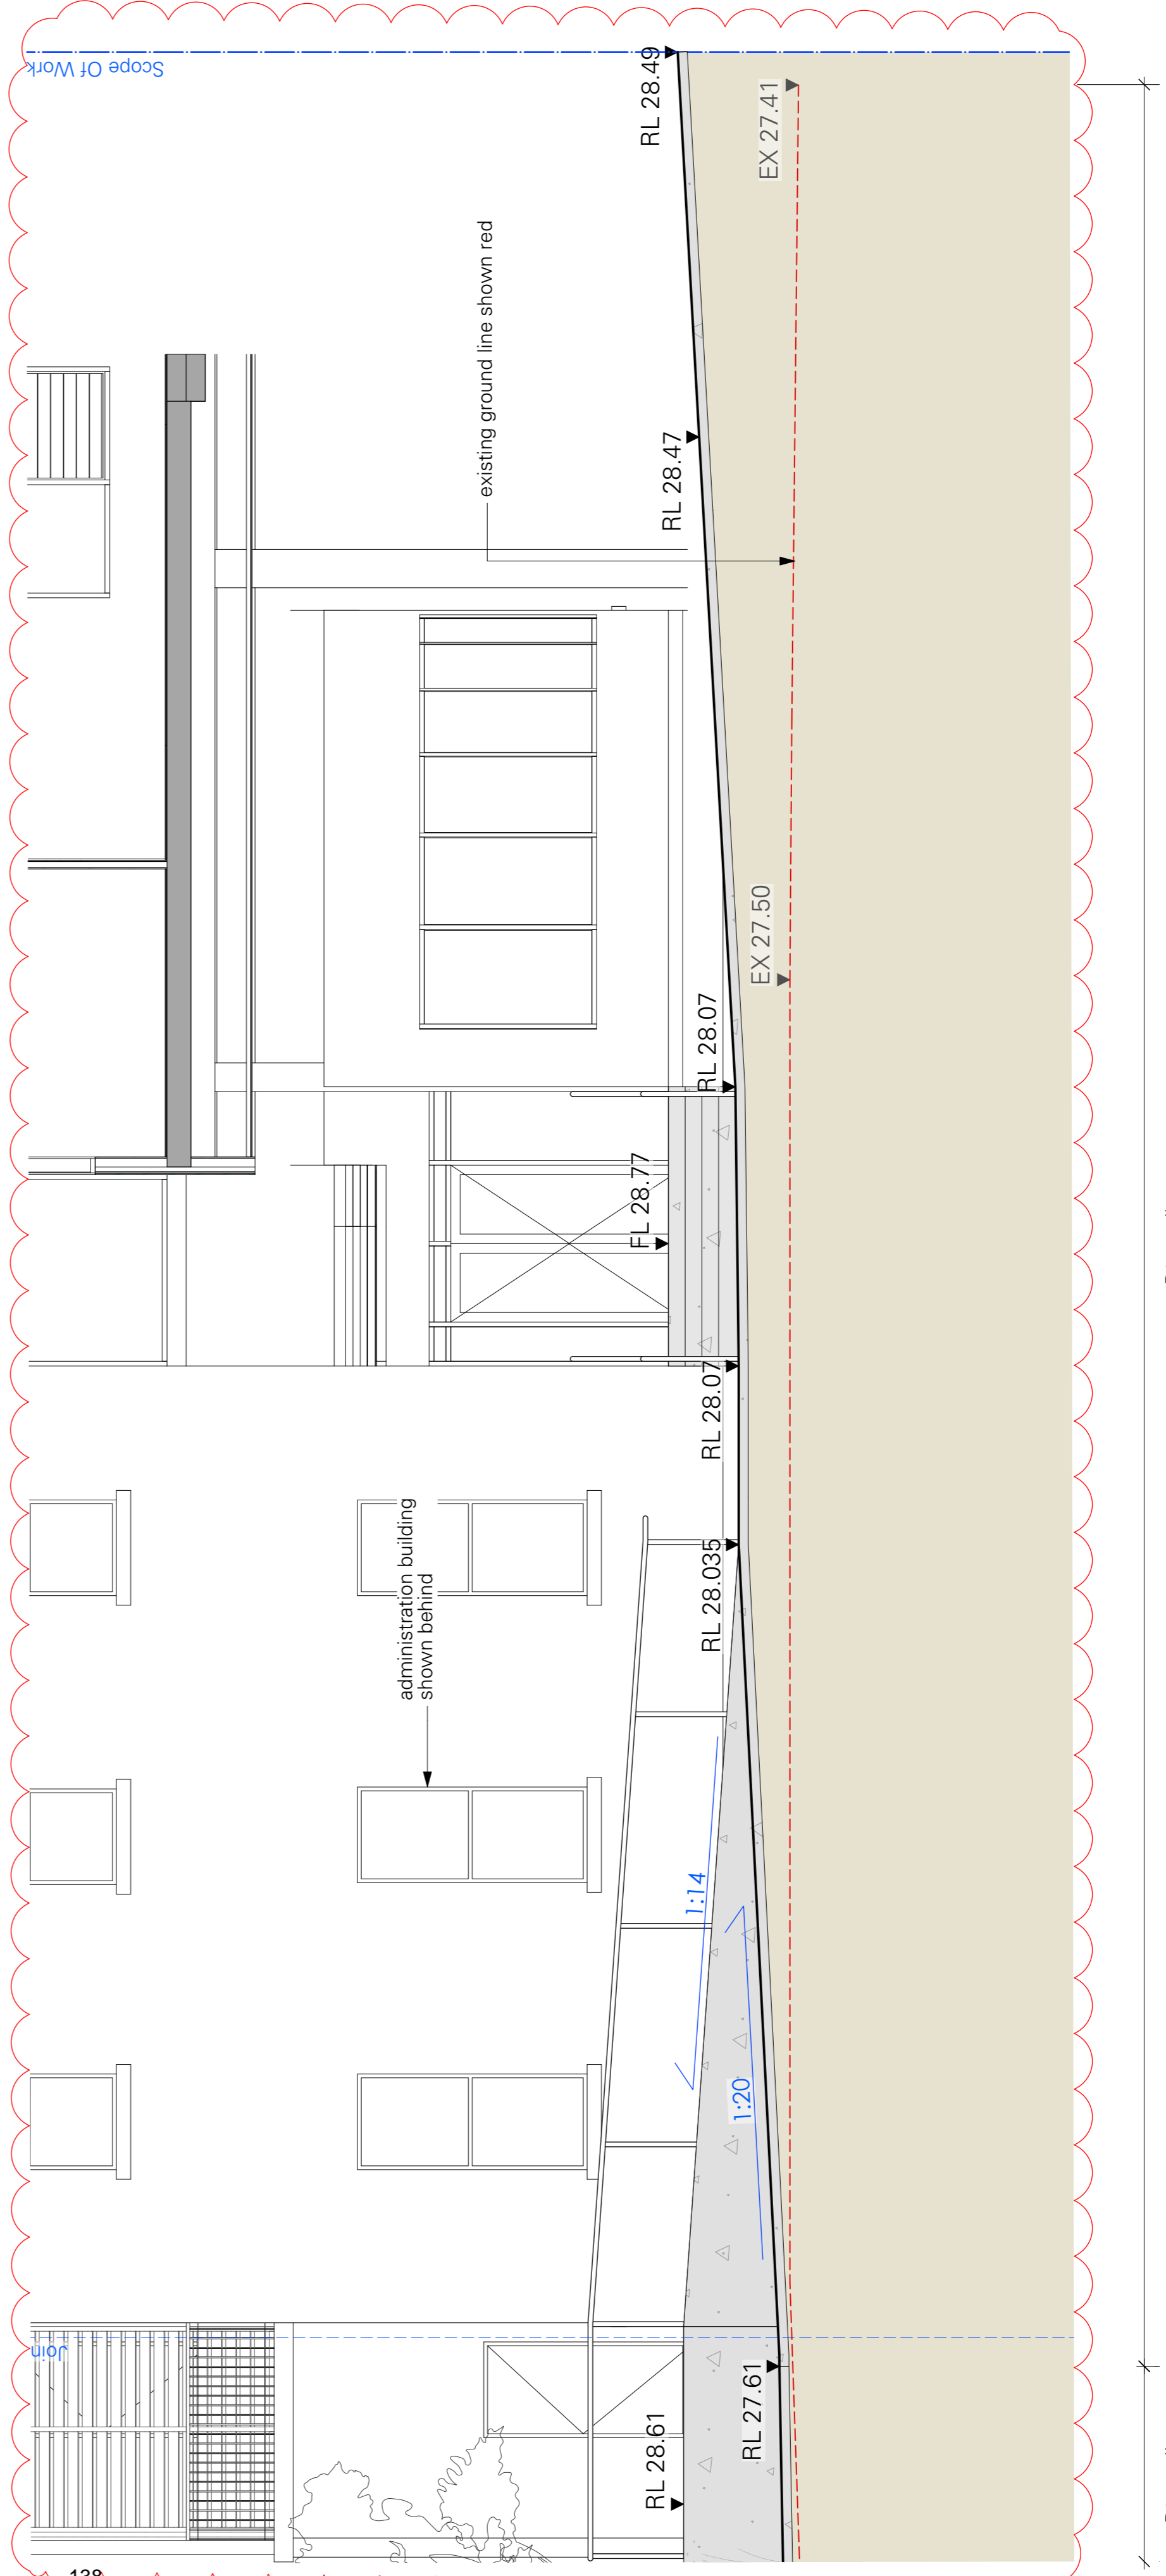 Scope Of Work
RL 28.49
EX 27.41
existing ground line shown red
RL 28.47
EX 27.50
RL 28.07
FL 28.77
RL 28.07
RL 28.035
administration building
shown behind
1:14
1:20
Join
RL 27.61
RL 28.61